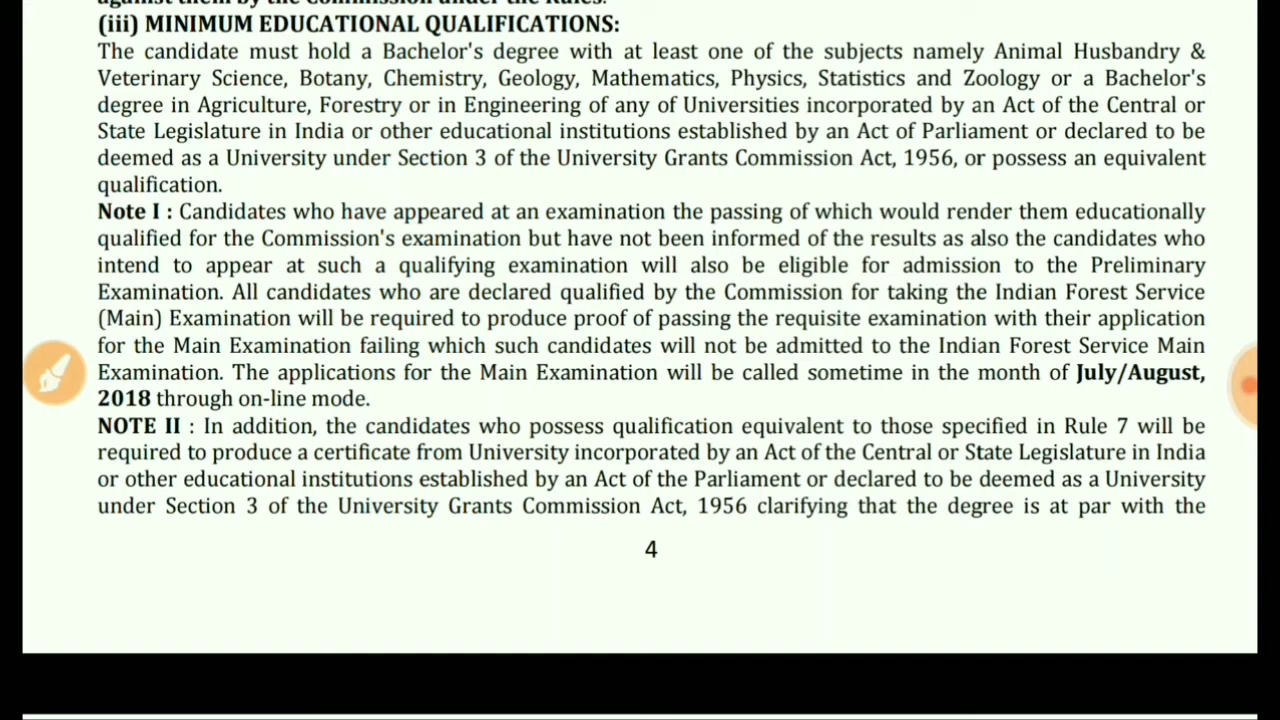 against them by the Commission under the Rules.
(iii) MINIMUM EDUCATIONAL QUALIFICATIONS:
The candidate must hold a Bachelor's degree with at least one of the subjects namely Animal Husbandry &
Veterinary Science, Botany, Chemistry, Geology, Mathematics, Physics, Statistics and Zoology or a Bachelor's
degree in Agriculture, Forestry or in Engineering of any of Universities incorporated by an Act of the Central or
State Legislature in India or other educational institutions established by an Act of Parliament or declared to be
deemed as a University under Section 3 of the University Grants Commission Act, 1956, or possess an equivalent
qualification.
Note I : Candidates who have appeared at an examination the passing of which would render them educationally
qualified for the Commission's examination but have not been informed of the results as also the candidates who
intend to appear at such a qualifying examination will also be eligible for admission to the Preliminary
Examination. All candidates who are declared qualified by the Commission for taking the Indian Forest Service
(Main) Examination will be required to produce proof of passing the requisite examination with their application
for the Main Examination failing which such candidates will not be admitted to the Indian Forest Service Main
Examination. The applications for the Main Examination will be called sometime in the month of July/August,
2018 through on-line mode.
NOTE II : In addition, the candidates who possess qualification equivalent to those specified in Rule 7 will be
required to produce a certificate from University incorporated by an Act of the Central or State Legislature in India
or other educational institutions established by an Act of the Parliament or declared to be deemed as a University
under Section 3 of the University Grants Commission Act, 1956 clarifying that the degree is at par with the
4